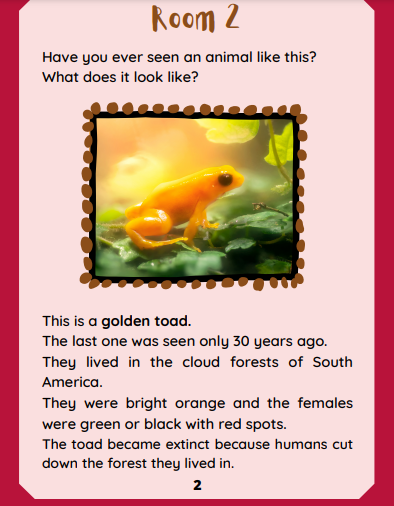 Room 2
Have you ever seen an animal like this?
What does it look like?
This is a golden toad.
The last one was seen only 30 years ago.
They lived in the cloud forests of South
America.
They were bright orange and the females
were green or black with red spots.
The toad became extinct because humans cut
down the forest they lived in.
2